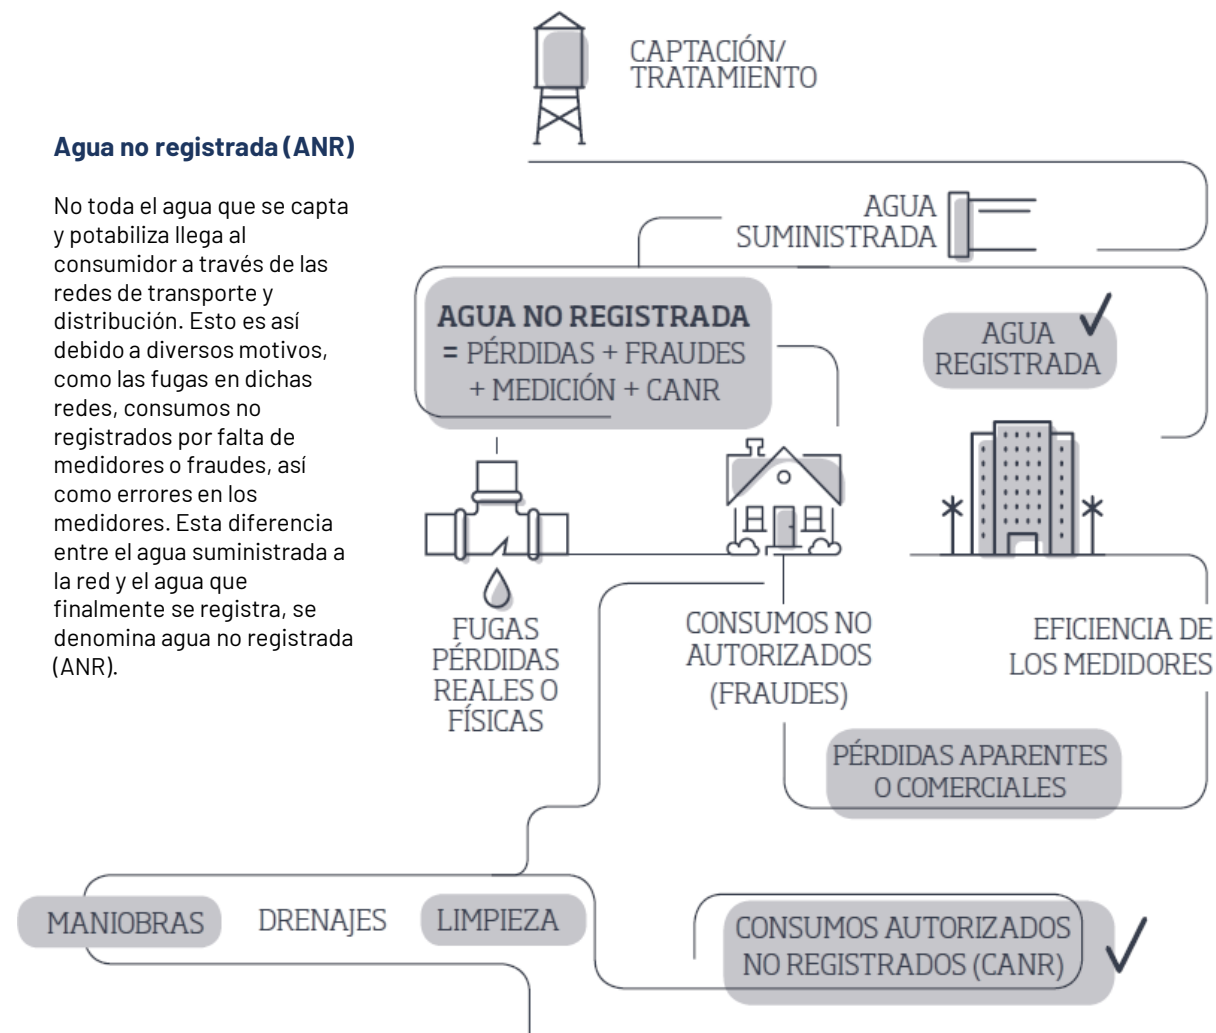 CAPTACIÓN/
TRATAMIENTO
Agua no registrada (ANR)
No toda el agua que se capta
y potabiliza llega al
consumidor a través de las
redes de transporte y
distribución. Esto es así
debido a diversos motivos,
como las fugas en dichas
redes, consumos no
registrados por falta de
medidores o fraudes, así
como errores en los
medidores. Esta diferencia
entre el agua suministrada a
la red y el agua que
finalmente se registra, se
denomina agua no registrada
(ANR).
AGUA
SUMINISTRADA
AGUA NO REGISTRADA
= PÉRDIDAS + FRAUDES
+ MEDICIÓN + CANR
AGUA
REGISTRADA
FUGAS
PÉRDIDAS
REALES O
FÍSICAS
CONSUMOS NO
AUTORIZADOS
(FRAUDES)
EFICIENCIA DE
LOS MEDIDORES
PÉRDIDAS APARENTES
O COMERCIALES
MANIOBRAS
DRENAJES
LIMPIEZA
CONSUMOS AUTORIZADOS
NO REGISTRADOS (CANR)